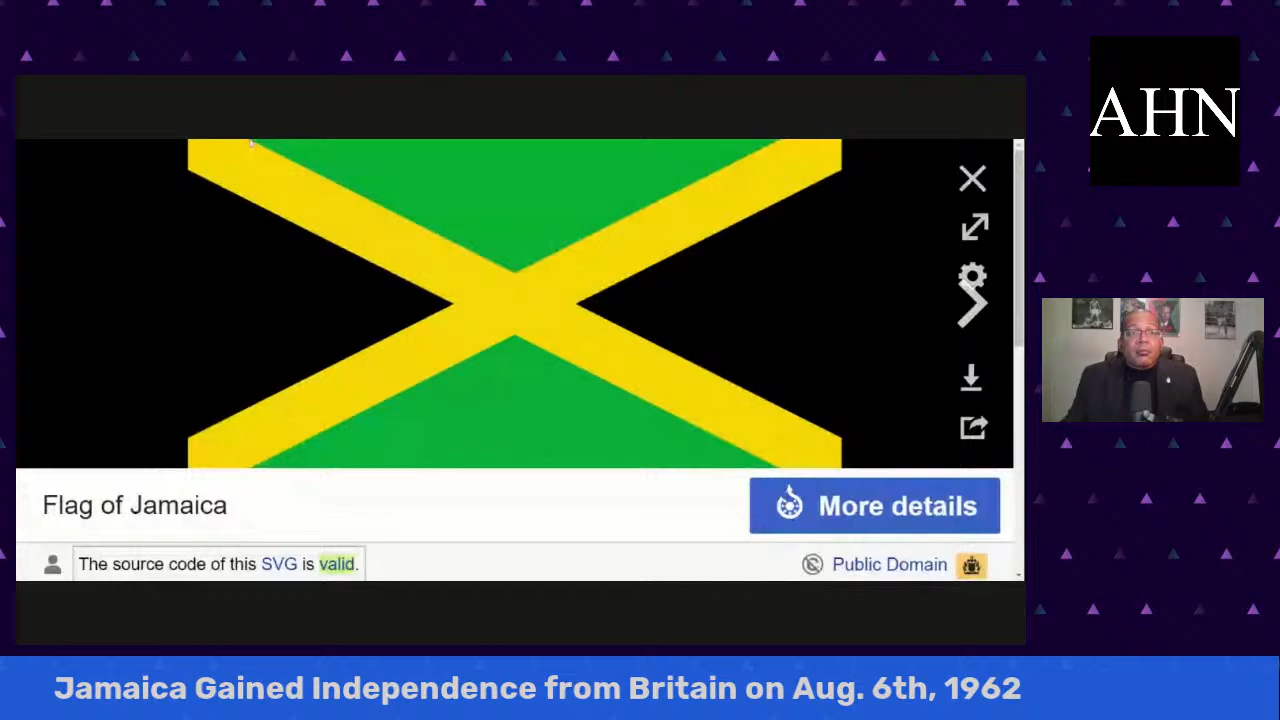 AHN
Flag of Jamaica
More details
The source code of this SVG is valid.
Public Domain
Jamaica Gained Independence from Britain on Aug. 6th, 1962